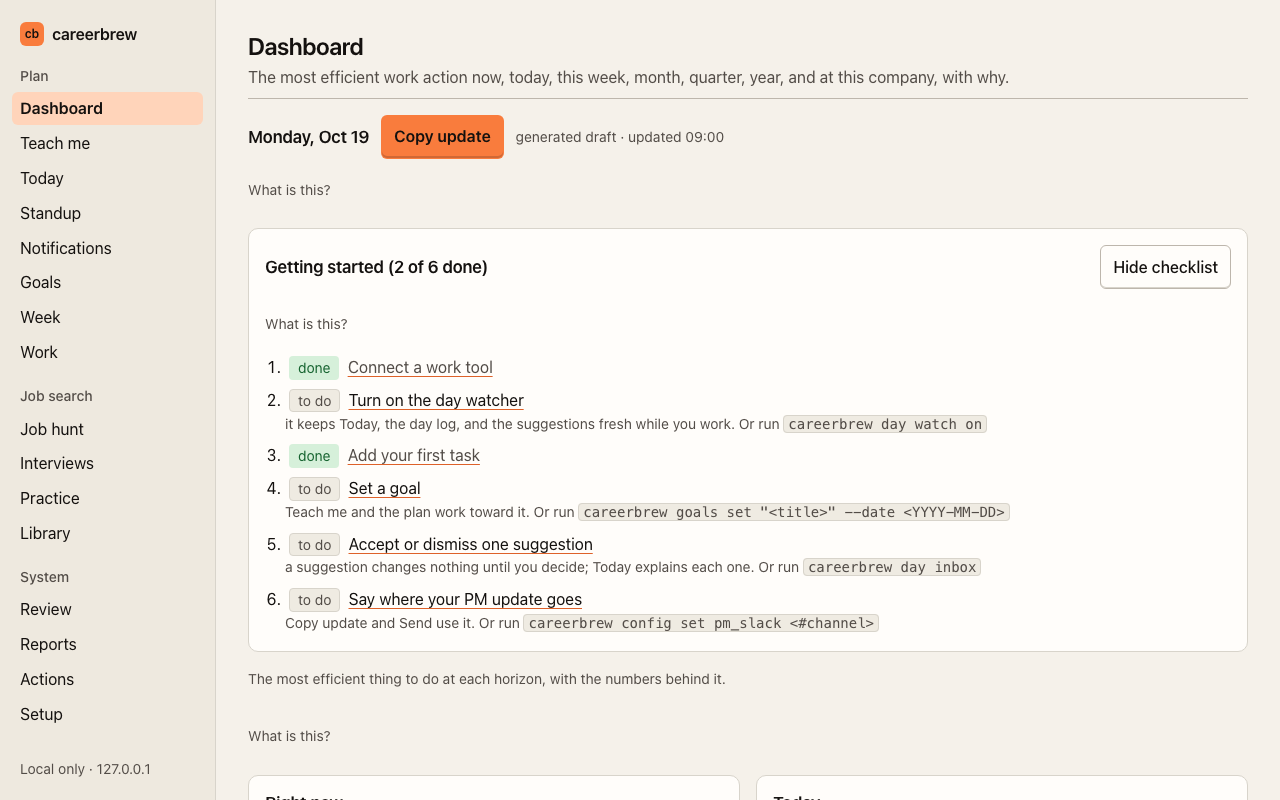 cb careerbrew
Plan
Dashboard
Teach me
Today
Standup
Notifications
Goals
Week
Work
Job search
Job hunt
Interviews
Practice
Library
System
Review
Reports
Actions
Setup
Local only · 127.0.0.1
Dashboard
The most efficient work action now, today, this week, month, quarter, year, and at this company, with why.
Monday, Oct 19 Copy update generated draft · updated 09:00
What is this?
Getting started (2 of 6 done) Hide checklist
What is this?
1. done Connect a work tool
2. to do Turn on the day watcher
it keeps Today, the day log, and the suggestions fresh while you work. Or run careerbrew day watch on
3. done Add your first task
4. to do Set a goal
Teach me and the plan work toward it. Or run careerbrew goals set "<title>" --date <YYYY-MM-DD>
5. to do Accept or dismiss one suggestion
a suggestion changes nothing until you decide; Today explains each one. Or run careerbrew day inbox
6. to do Say where your PM update goes
Copy update and Send use it. Or run careerbrew config set pm_slack <#channel>
The most efficient thing to do at each horizon, with the numbers behind it.
What is this?
Right now Today